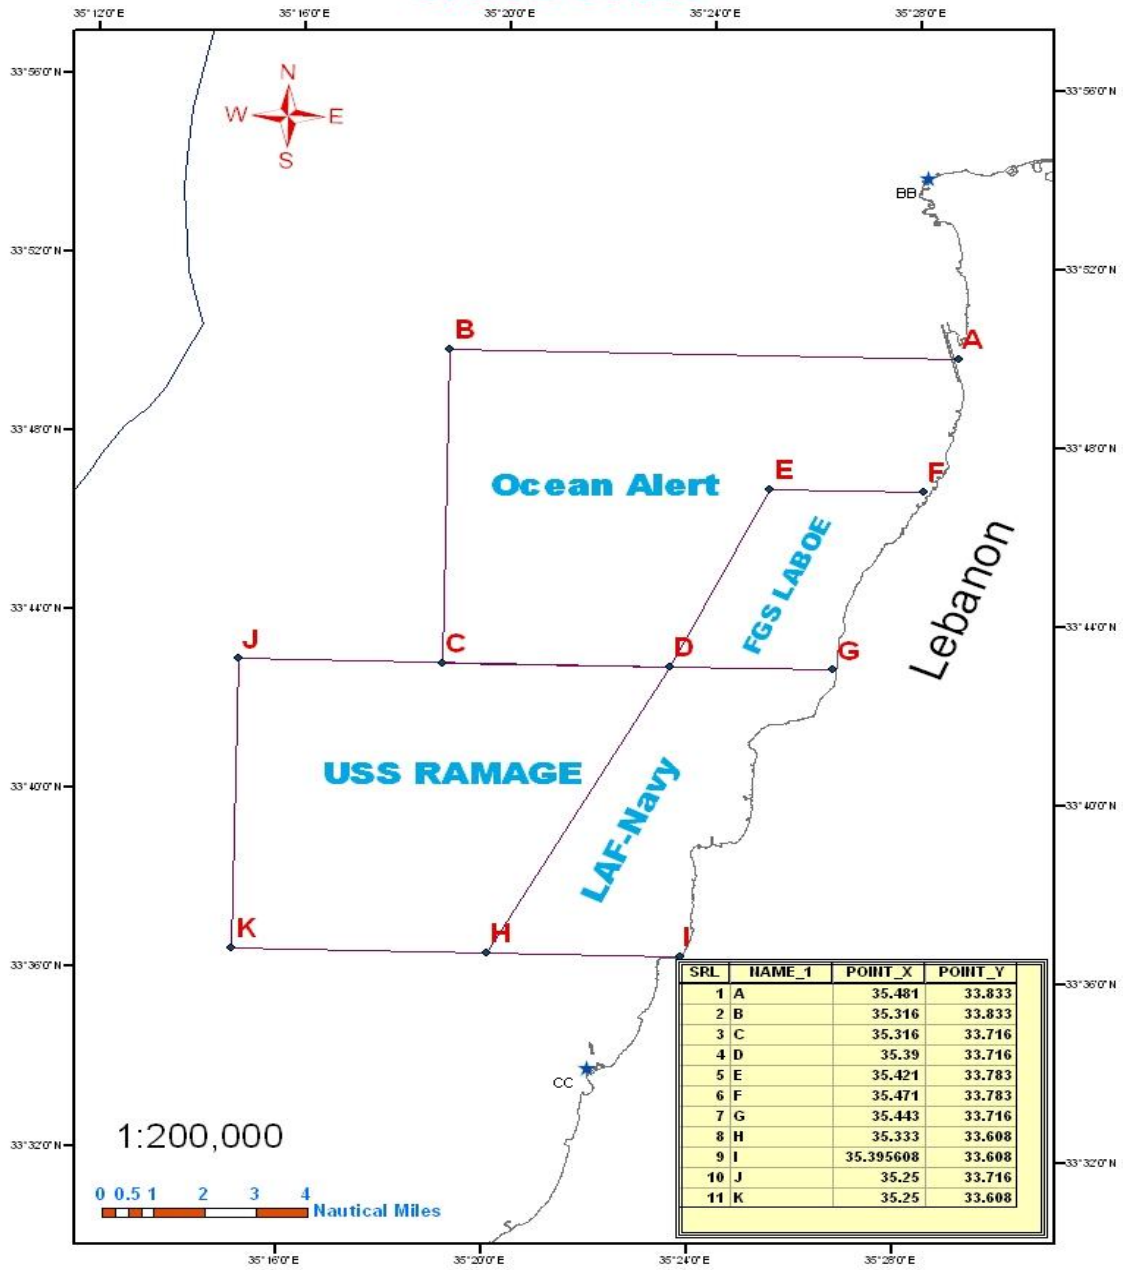 35°12'0"E 35°16'0"E 35°20'0"E 35°24'0"E 35°28'0"E
33°56'0"N
33°56'0"N
N
W E
S
BB
33°52'0"N
33°52'0"N
B
A
33°48'0"N
33°48'0"N
E
F
Ocean Alert
FGS LABOE
Lebanon
33°44'0"N
33°44'0"N
J
C
D
G
USS RAMAGE
LAF-Navy
33°40'0"N
33°40'0"N
K
H
I
33°36'0"N
33°36'0"N
SRL NAME_1 POINT_X POINT_Y
1 A 35.481 33.833
2 B 35.316 33.833
3 C 35.316 33.716
4 D 35.39 33.716
5 E 35.421 33.783
6 F 35.471 33.783
7 G 35.443 33.716
8 H 35.333 33.608
9 I 35.395608 33.608
10 J 35.25 33.716
11 K 35.25 33.608
CC
1:200,000
33°32'0"N
33°32'0"N
0 0.5 1 2 3 4
Nautical Miles
35°16'0"E 35°20'0"E 35°24'0"E 35°28'0"E